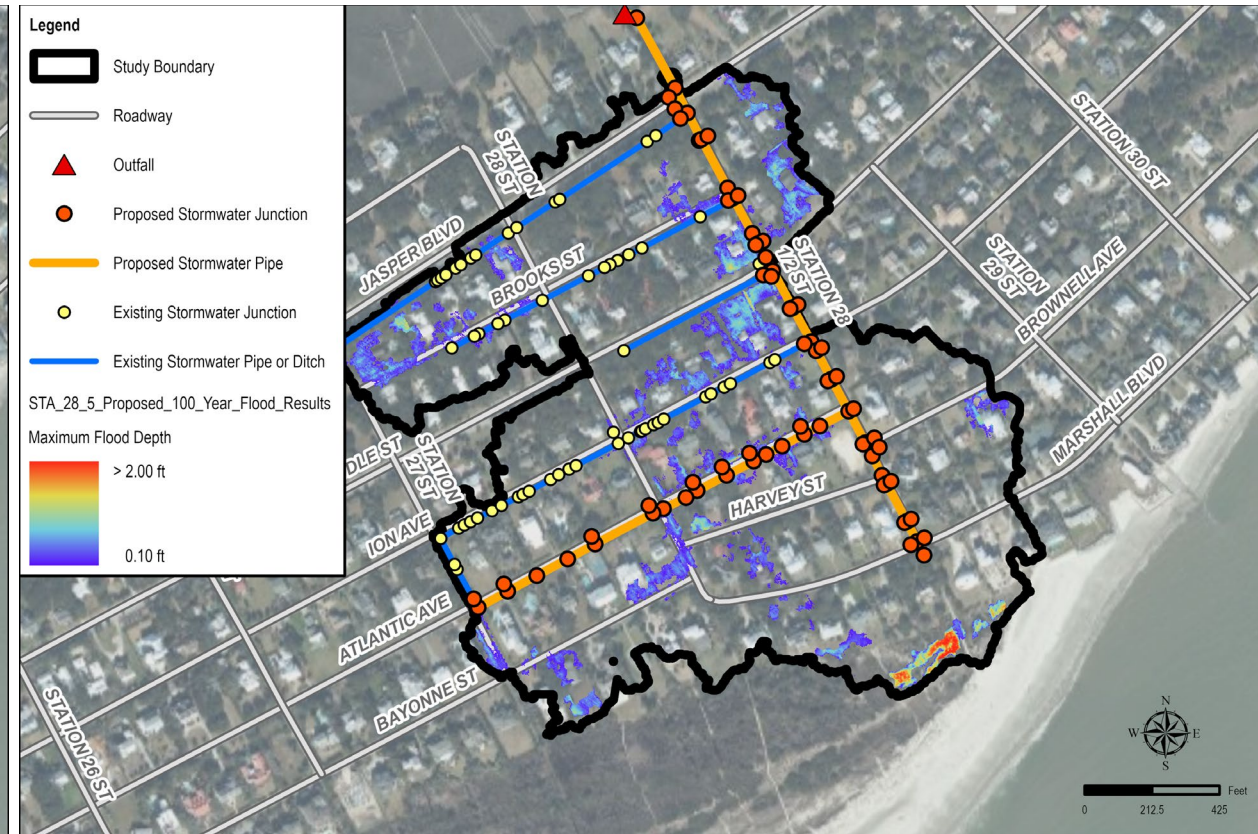 Legend
Study Boundary
Roadway
Outfall
Proposed Stormwater Junction
Proposed Stormwater Pipe
Existing Stormwater Junction
Existing Stormwater Pipe or Ditch
STA_28_5_Proposed_100_Year_Flood_Results
Maximum Flood Depth
> 2.00 ft
0.10 ft
STATION
28 ST
STATION 30 ST
JASPER BLVD
BROOKS ST
STATION 28
1/2 ST
STATION
29 ST
BROWNELL AVE
MARSHALL BLVD
DLE ST
STATION
27 ST
ION AVE
HARVEY ST
ATLANTIC AVE
BAYONNE ST
STATION 26 ST
N
W
E
S
Feet
0
212.5
425